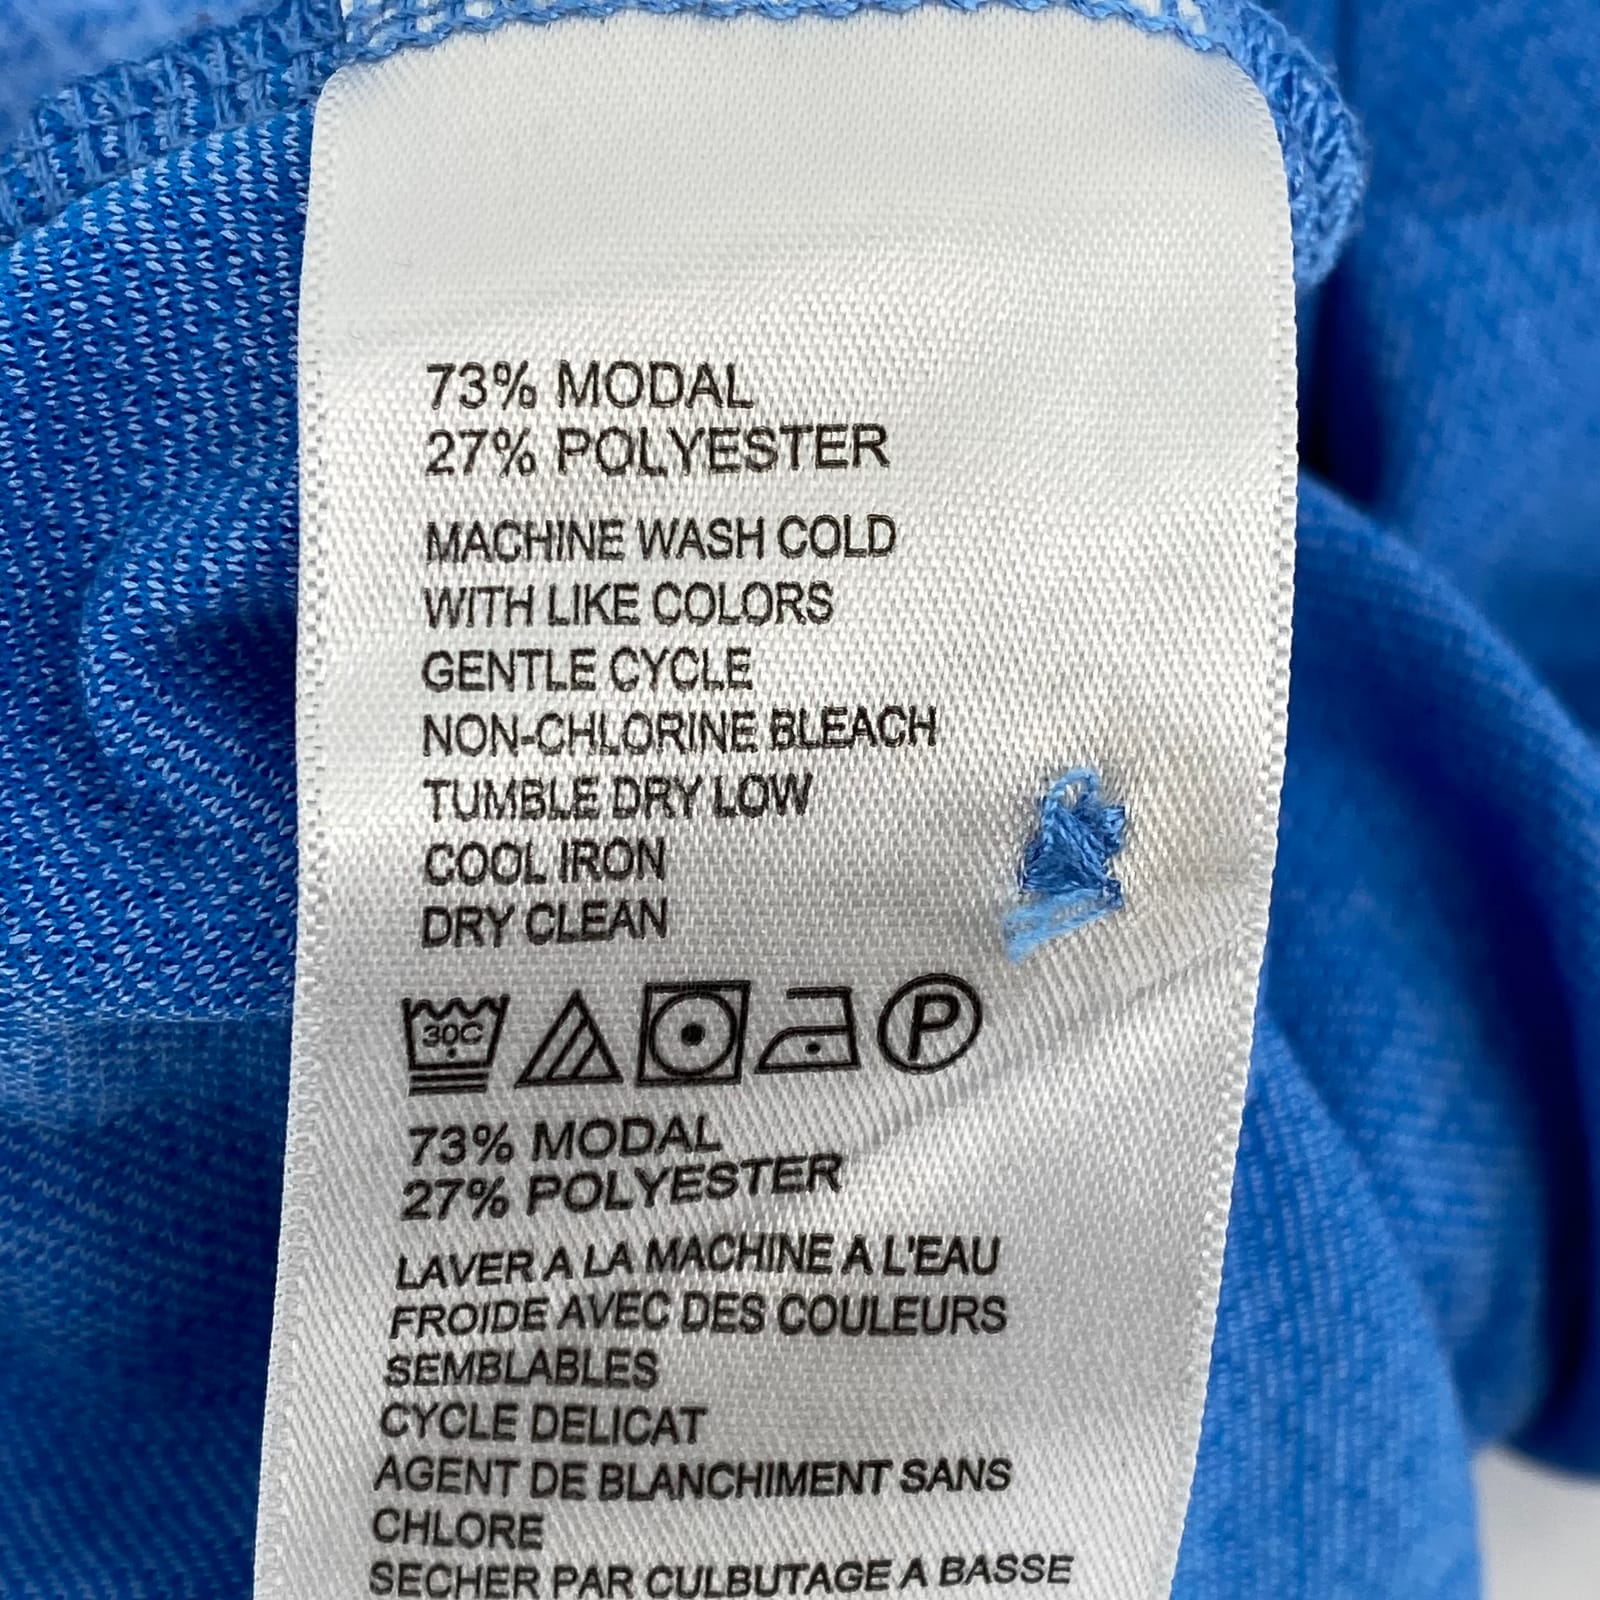 73% MODAL
27% POLYESTER
MACHINE WASH COLD
WITH LIKE COLORS
GENTLE CYCLE
NON-CHLORINE BLEACH
TUMBLE DRY LOW
COOL IRON
DRY CLEAN
30C P
73% MODAL
27% POLYESTER
LAVER A LA MACHINE A L'EAU
FROIDE AVEC DES COULEURS
SEMBLABLES
CYCLE DELICAT
AGENT DE BLANCHIMENT SANS
CHLORE
SECHER PAR CULBUTAGE A BASSE